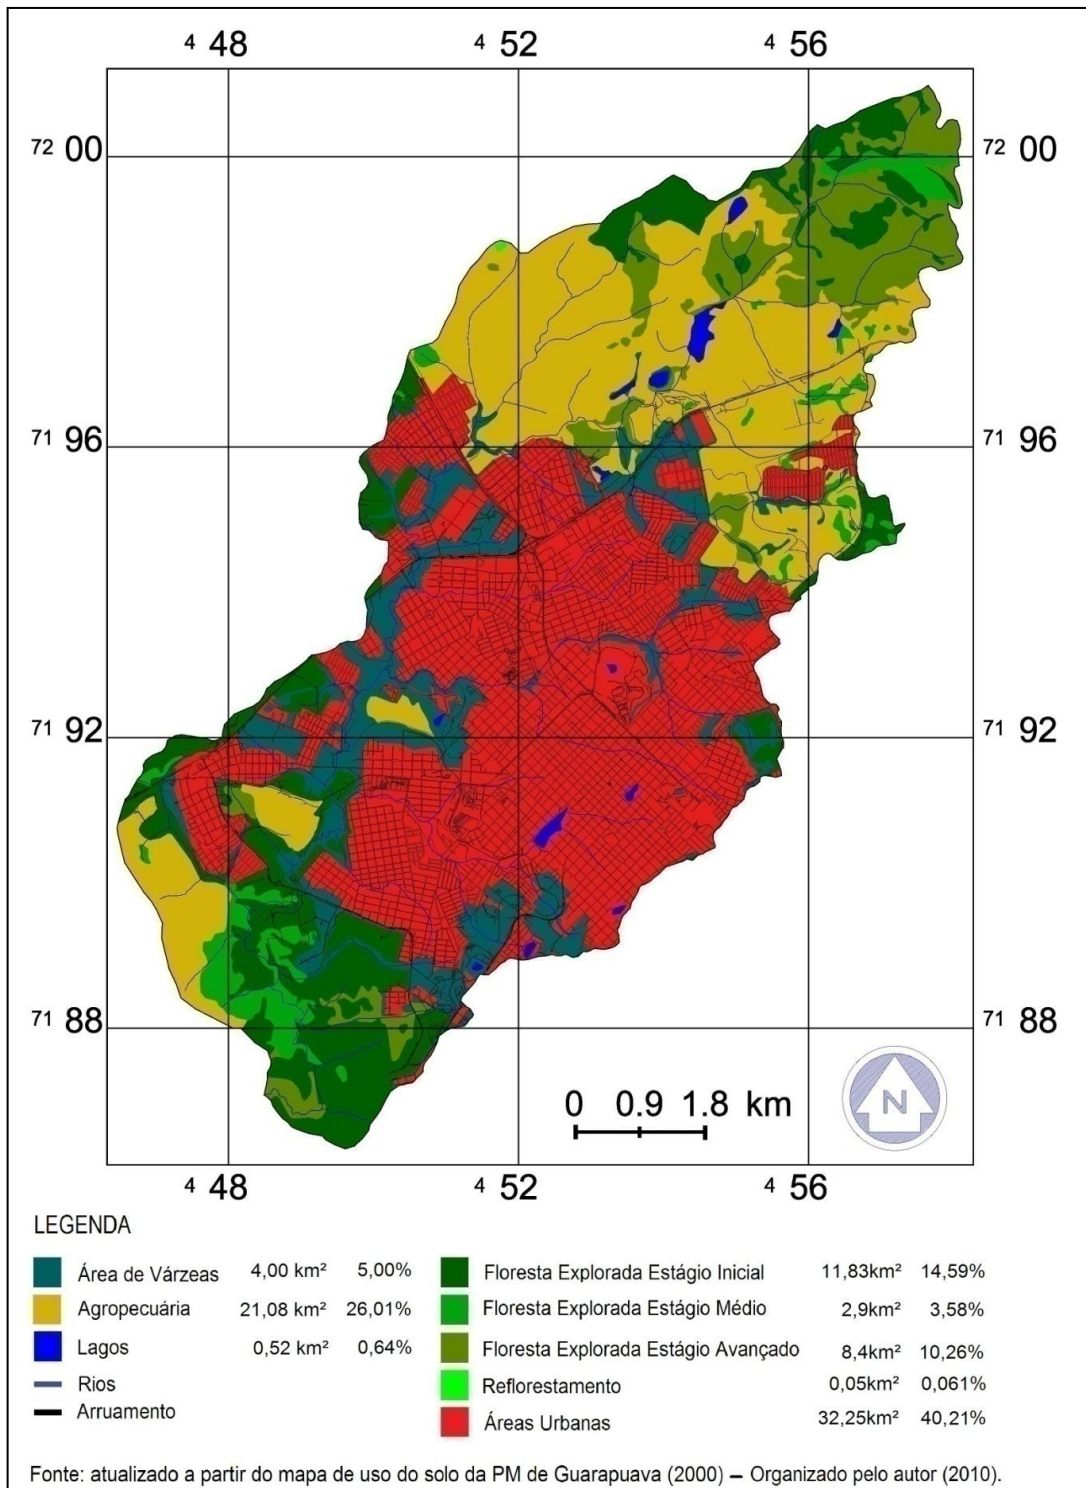 4 48 4 52 4 56
72 00 72 00
71 96 71 96
71 92 71 92
71 88 71 88
N
0 0.9 1.8 km
4 48 4 52 4 56
LEGENDA
Área de Várzeas 4,00 km² 5,00%
Agropecuária 21,08 km² 26,01%
Lagos 0,52 km² 0,64%
Rios
Arruamento
Floresta Explorada Estágio Inicial 11,83km² 14,59%
Floresta Explorada Estágio Médio 2,9km² 3,58%
Floresta Explorada Estágio Avançado 8,4km² 10,26%
Reflorestamento 0,05km² 0,061%
Áreas Urbanas 32,25km² 40,21%
Fonte: atualizado a partir do mapa de uso do solo da PM de Guarapuava (2000) – Organizado pelo autor (2010).